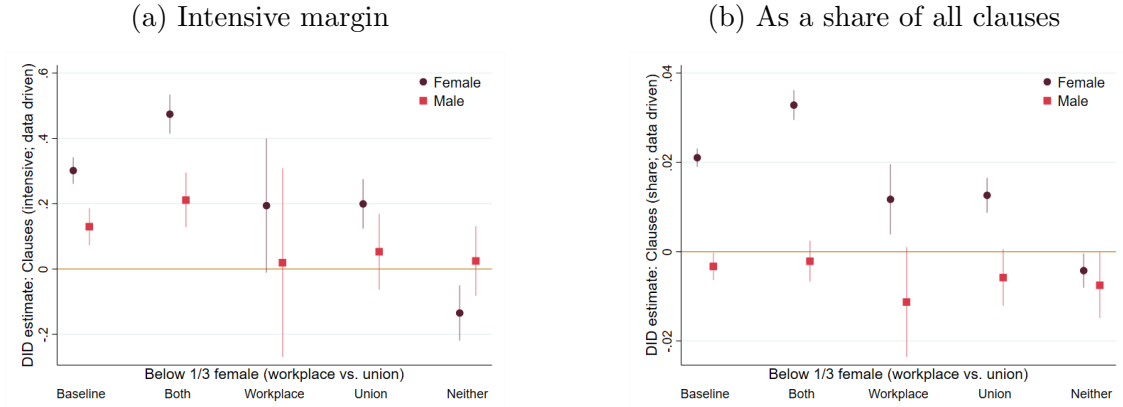 (a) Intensive margin
DID estimate: Clauses (intensive; data driven)
.6
.4
.2
0
-.2
Female
Male
Below 1/3 female (workplace vs. union)
Baseline Both Workplace Union Neither
(b) As a share of all clauses
DID estimate: Clauses (share; data driven)
.04
.02
0
-.02
Female
Male
Below 1/3 female (workplace vs. union)
Baseline Both Workplace Union Neither